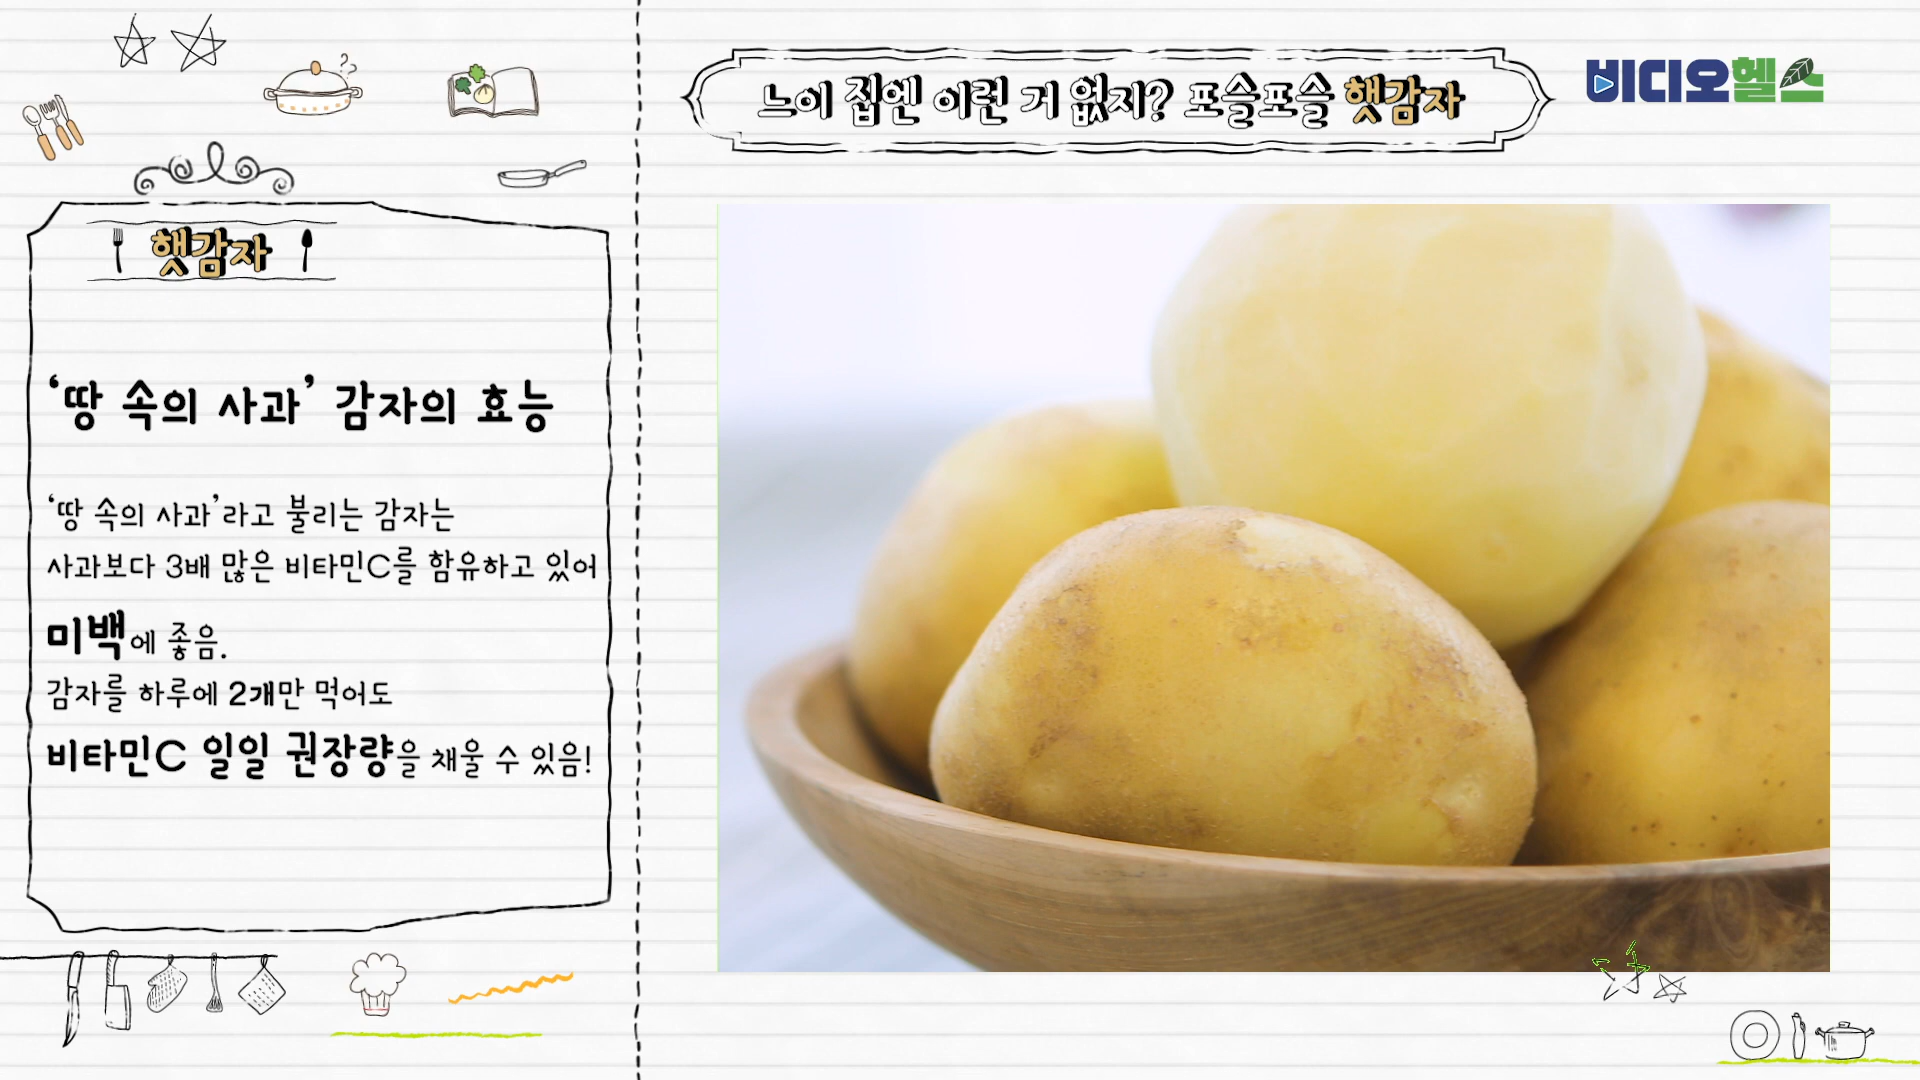 느이 집엔 이런 거 없지? 포슬포슬 햇감자
비디오헬스
햇감자
‘땅 속의 사과’ 감자의 효능
‘땅 속의 사과’라고 불리는 감자는
사과보다 3배 많은 비타민C를 함유하고 있어
미백에 좋음.
감자를 하루에 2개만 먹어도
비타민C 일일 권장량을 채울 수 있음!